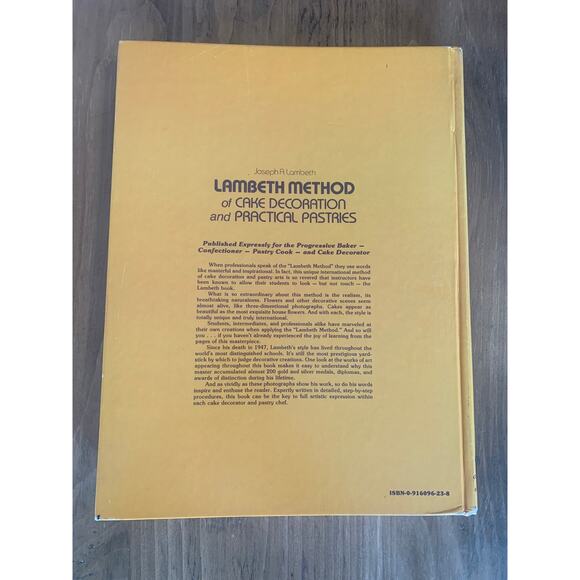 Joseph A. Lambeth
LAMBETH METHOD
of CAKE DECORATION
and PRACTICAL PASTRIES
Published Expressly for the Progressive Baker —
Confectioner — Pastry Cook — and Cake Decorator
When professionals speak of the "Lambeth Method" they use words
like masterful and inspirational. In fact, this unique international method
of cake decoration and pastry arts is so revered that instructors have
been known to allow their students to look — but not touch — the
Lambeth book.
What is so extraordinary about this method is the realism, its
breathtaking naturalness. Flowers and other decorative scenes seem
almost alive, like three-dimentional photographs. Cakes appear as
beautiful as the most exquisite house flowers. And with each, the style is
totally unique and truly international.
Students, intermediates, and professionals alike have marveled at
their own creations when applying the "Lambeth Method." And so will
you . . . if you haven't already experienced the joy of learning from the
pages of this masterpiece.
Since his death in 1947, Lambeth's style has lived throughout the
world's most distinguished schools. It's still the most prestigious yard-
stick by which to judge decorative creations. One look at the works of art
appearing throughout this book makes it easy to understand why this
master accumulated almost 200 gold and silver medals, diplomas, and
awards of distinction during his lifetime.
And as vividly as these photographs show his work, so do his words
inspire and enthuse the reader. Expertly written in detailed, step-by-step
procedures, this book can be the key to full artistic expression within
each cake decorator and pastry chef.
ISBN-0-916096-23-8